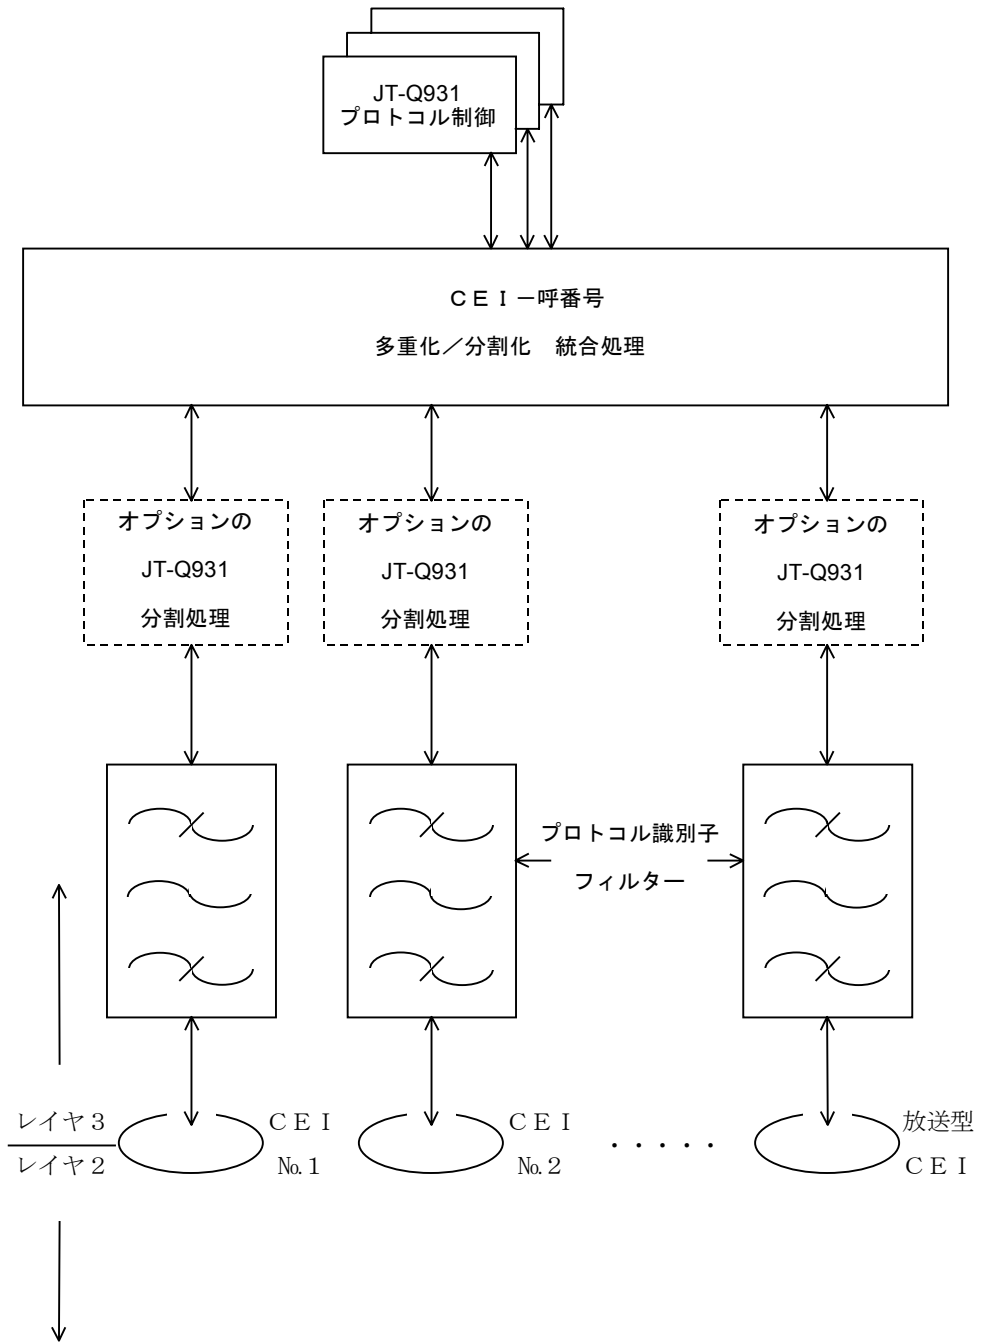 JT-Q931
プロトコル制御
ＣＥＩ－呼番号
多重化／分割化　統合処理
オプションの
JT-Q931
分割処理
オプションの
JT-Q931
分割処理
オプションの
JT-Q931
分割処理
プロトコル識別子
フィルター
レイヤ３
レイヤ２
ＣＥＩ
№１
ＣＥＩ
№２
・・・・・
放送型
ＣＥＩ